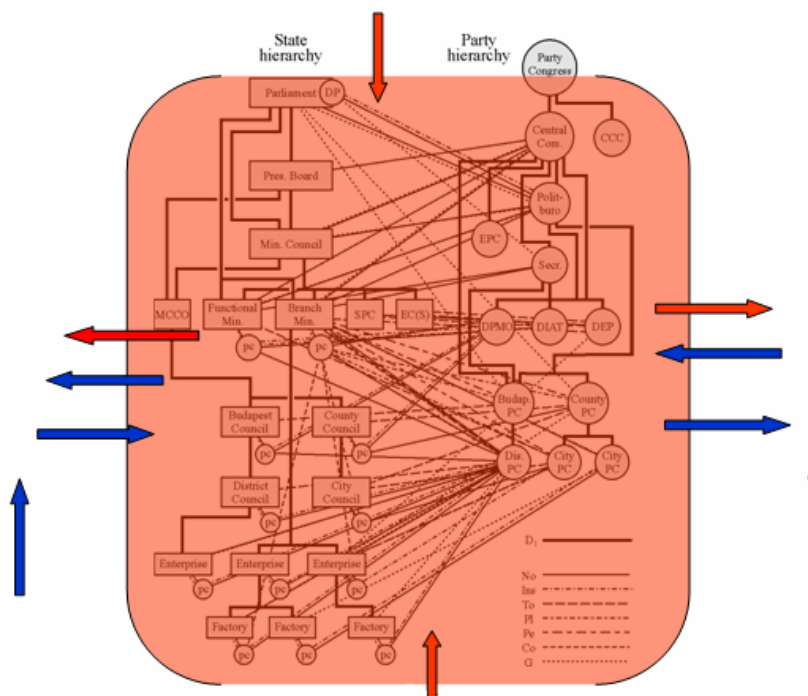 State
hierarchy
Party
hierarchy
Party
Congress
Parliament
DP
Central
Com.
CCC
Pres. Board
Polit-
buro
Min. Council
EPC
Secr.
MCCO
Functional
Min.
Branch
Min.
SPC
EC(S)
DPMO
DIAT
DEP
pc
pc
Budap.
PC
County
PC
Budapest
Council
County
Council
pc
pc
Dis.
PC
City
PC
City
PC
District
Council
City
Council
pc
pc
D₁
Enterprise
Enterprise
Enterprise
pc
pc
pc
No
Ins
To
Pl
Pe
Co
G
Factory
Factory
Factory
pc
pc
pc